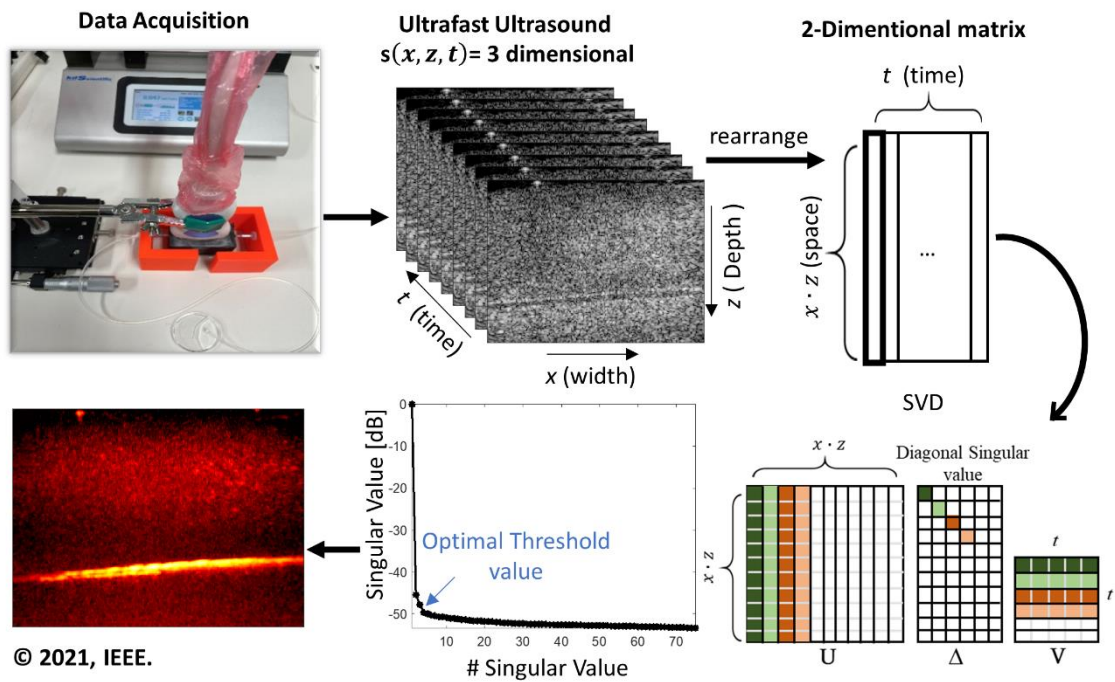 Data Acquisition
Ultrafast Ultrasound
s(x, z, t)= 3 dimensional
2-Dimentional matrix
t (time)
rearrange
x · z (space)
...
z ( Depth)
t (time)
x (width)
SVD
x · z
Diagonal Singular
value
x · z
t
t
U
Δ
V
Singular Value [dB]
0
-10
-20
-30
-40
-50
Optimal Threshold
value
10
20
30
40
50
60
70
# Singular Value
© 2021, IEEE.